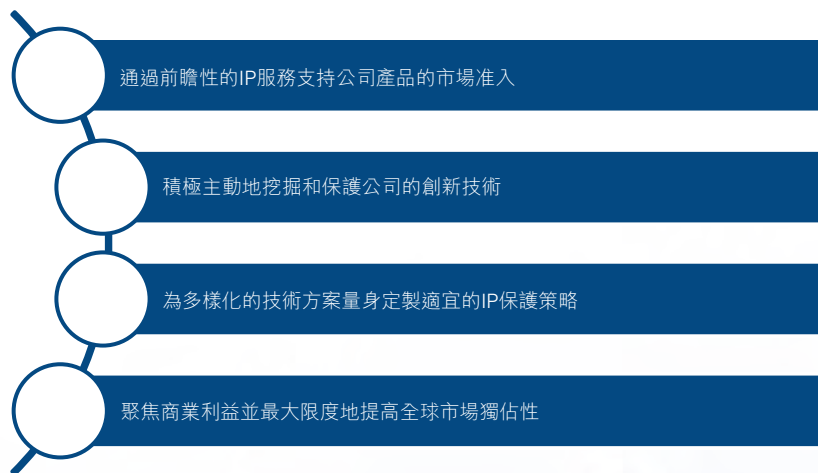 通過前瞻性的IP服務支持公司產品的市場准入
積極主動地挖掘和保護公司的創新技術
為多樣化的技術方案量身定製適宜的IP保護策略
聚焦商業利益並最大限度地提高全球市場獨佔性